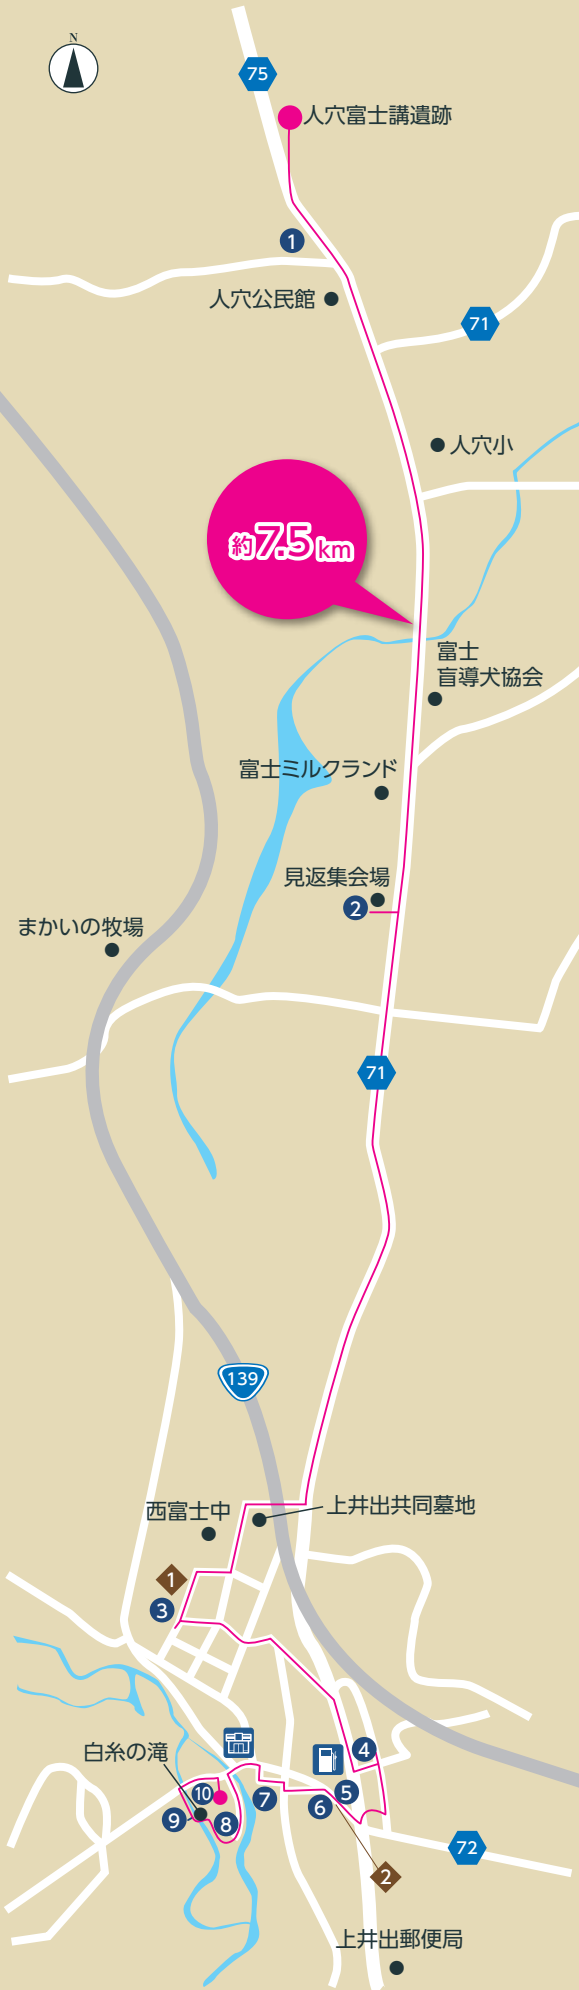 N
75
人穴富士講遺跡
1
人穴公民館
71
人穴小
約7.5km
富士
盲導犬協会
富士ミルクランド
見返集会場
2
まかいの牧場
71
139
西富士中
上井出共同墓地
1
3
白糸の滝
4
5
10
7
6
9
8
72
2
上井出郵便局